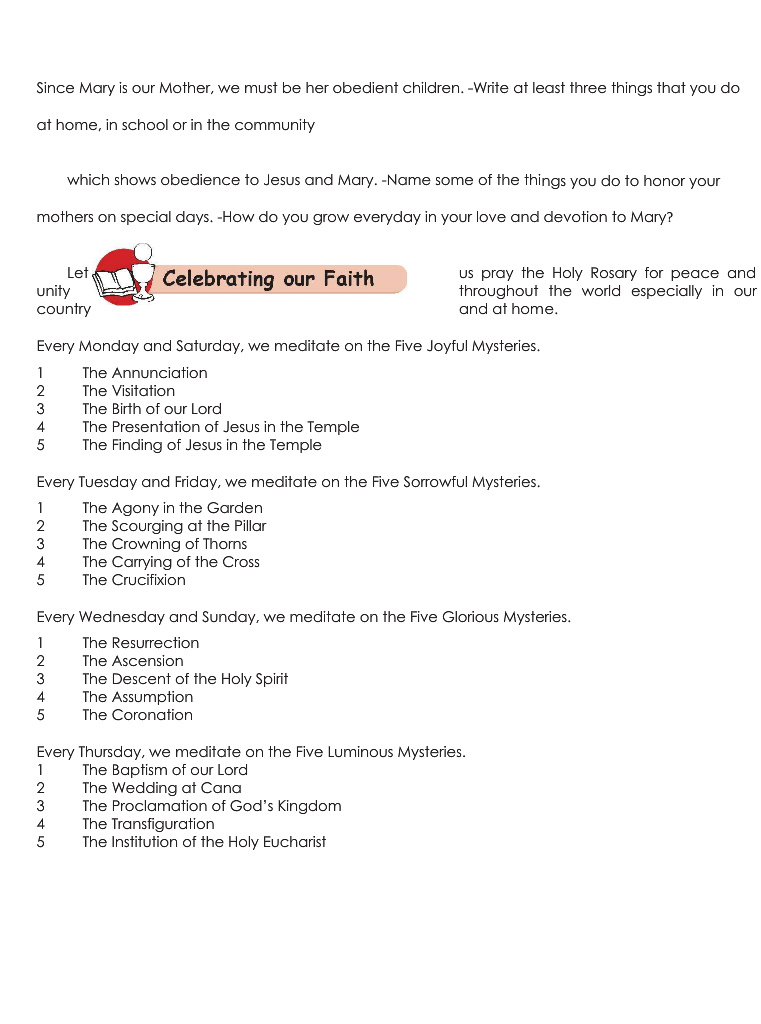 Since Mary is our Mother, we must be her obedient children. -Write at least three things that you do
at home, in school or in the community
which shows obedience to Jesus and Mary. -Name some of the things you do to honor your
mothers on special days. -How do you grow everyday in your love and devotion to Mary?
Celebrating our Faith
Let us pray the Holy Rosary for peace and
unity throughout the world especially in our
country and at home.
Every Monday and Saturday, we meditate on the Five Joyful Mysteries.
1 The Annunciation
2 The Visitation
3 The Birth of our Lord
4 The Presentation of Jesus in the Temple
5 The Finding of Jesus in the Temple
Every Tuesday and Friday, we meditate on the Five Sorrowful Mysteries.
1 The Agony in the Garden
2 The Scourging at the Pillar
3 The Crowning of Thorns
4 The Carrying of the Cross
5 The Crucifixion
Every Wednesday and Sunday, we meditate on the Five Glorious Mysteries.
1 The Resurrection
2 The Ascension
3 The Descent of the Holy Spirit
4 The Assumption
5 The Coronation
Every Thursday, we meditate on the Five Luminous Mysteries.
1 The Baptism of our Lord
2 The Wedding at Cana
3 The Proclamation of God’s Kingdom
4 The Transfiguration
5 The Institution of the Holy Eucharist